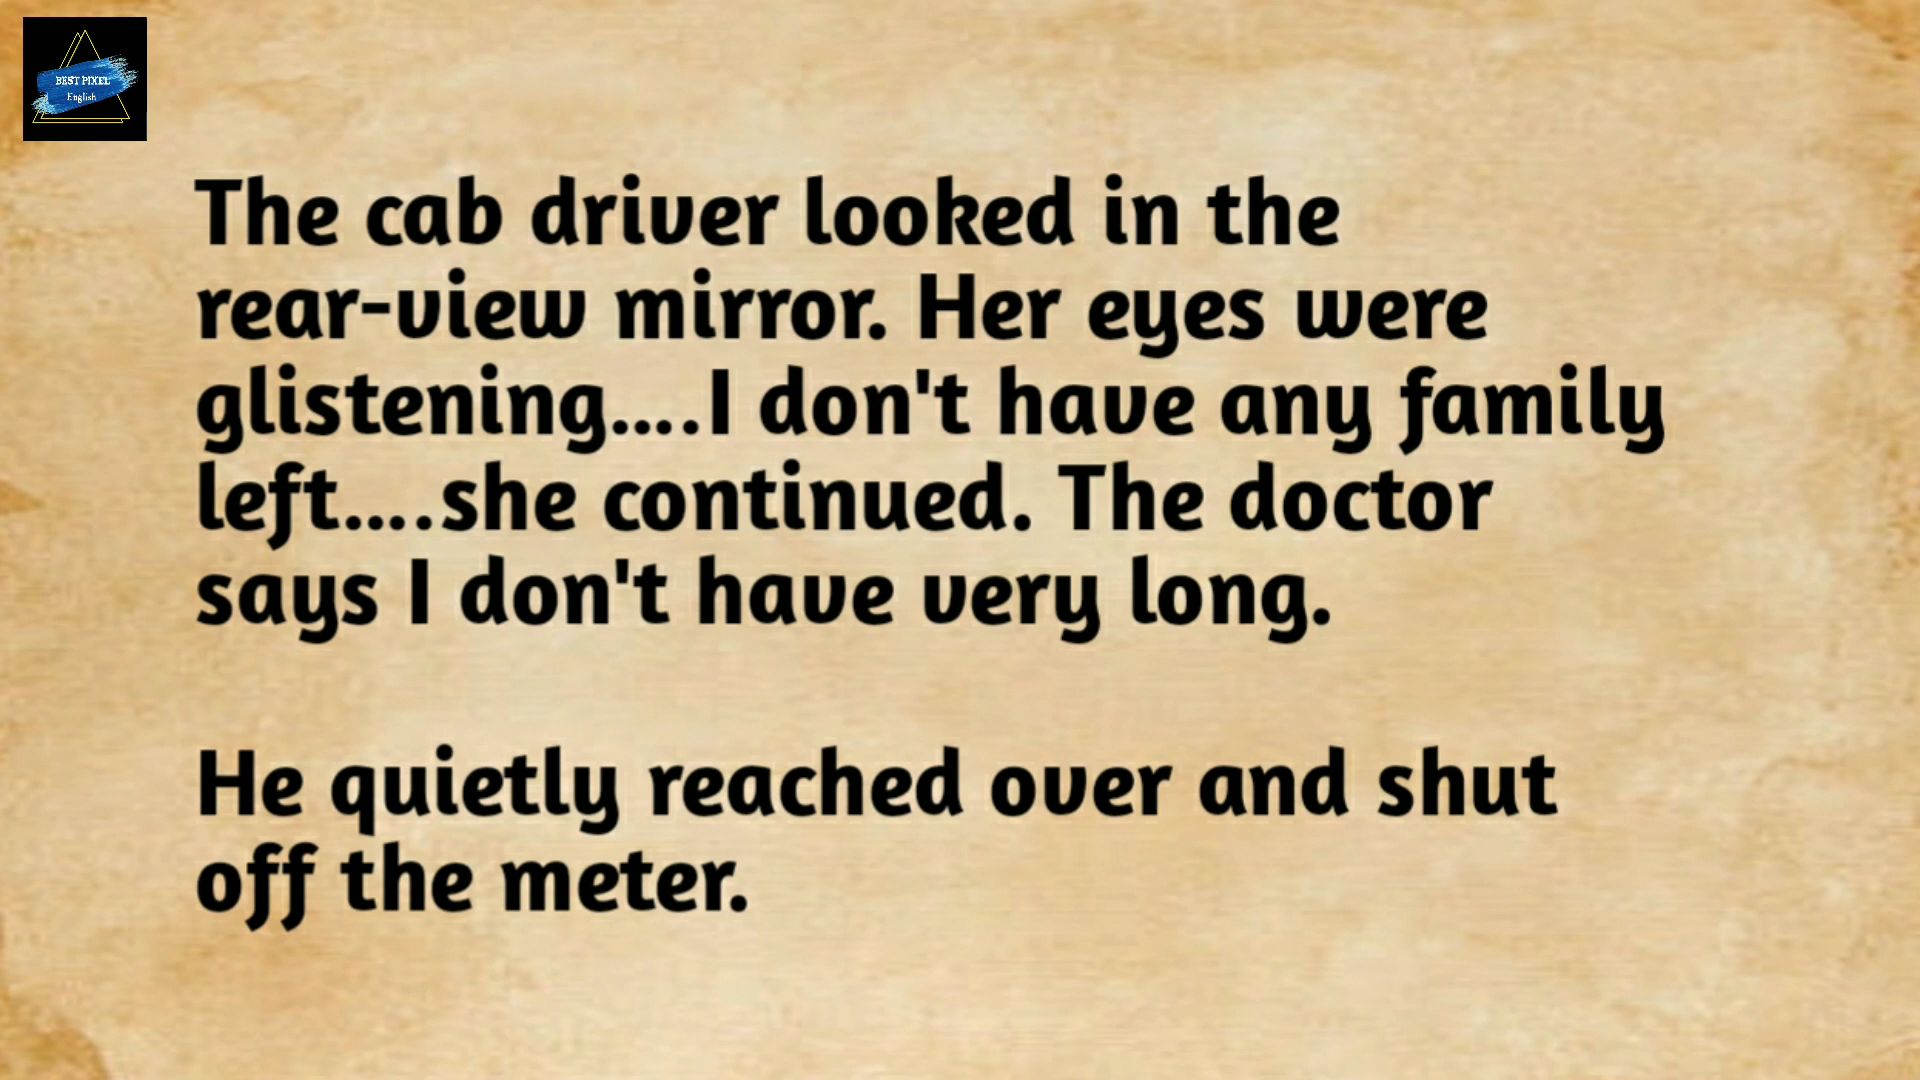 BEST PIXEL
English
The cab driver looked in the
rear-view mirror. Her eyes were
glistening....I don't have any family
left....she continued. The doctor
says I don't have very long.
He quietly reached over and shut
off the meter.